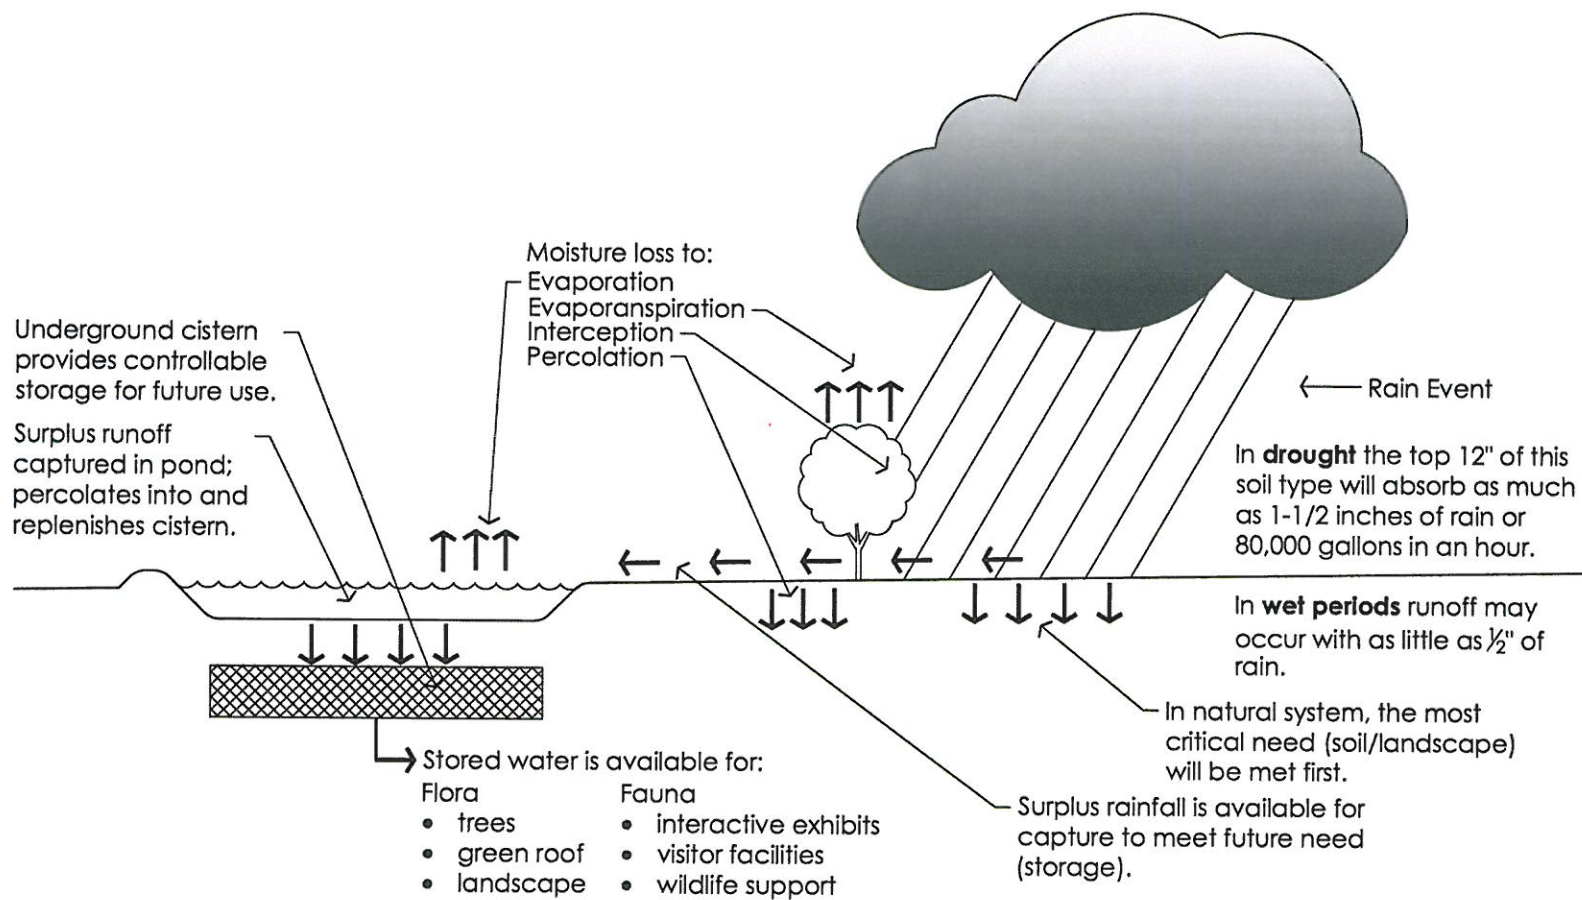 Moisture loss to:
Evaporation
Evaporanspiration
Interception
Percolation
Underground cistern
provides controllable
storage for future use.
Surplus runoff
captured in pond;
percolates into and
replenishes cistern.
Rain Event
In drought the top 12" of this
soil type will absorb as much
as 1-1/2 inches of rain or
80,000 gallons in an hour.
In wet periods runoff may
occur with as little as ½" of
rain.
In natural system, the most
critical need (soil/landscape)
will be met first.
Surplus rainfall is available for
capture to meet future need
(storage).
Stored water is available for:
Flora
• trees
• green roof
• landscape
Fauna
• interactive exhibits
• visitor facilities
• wildlife support